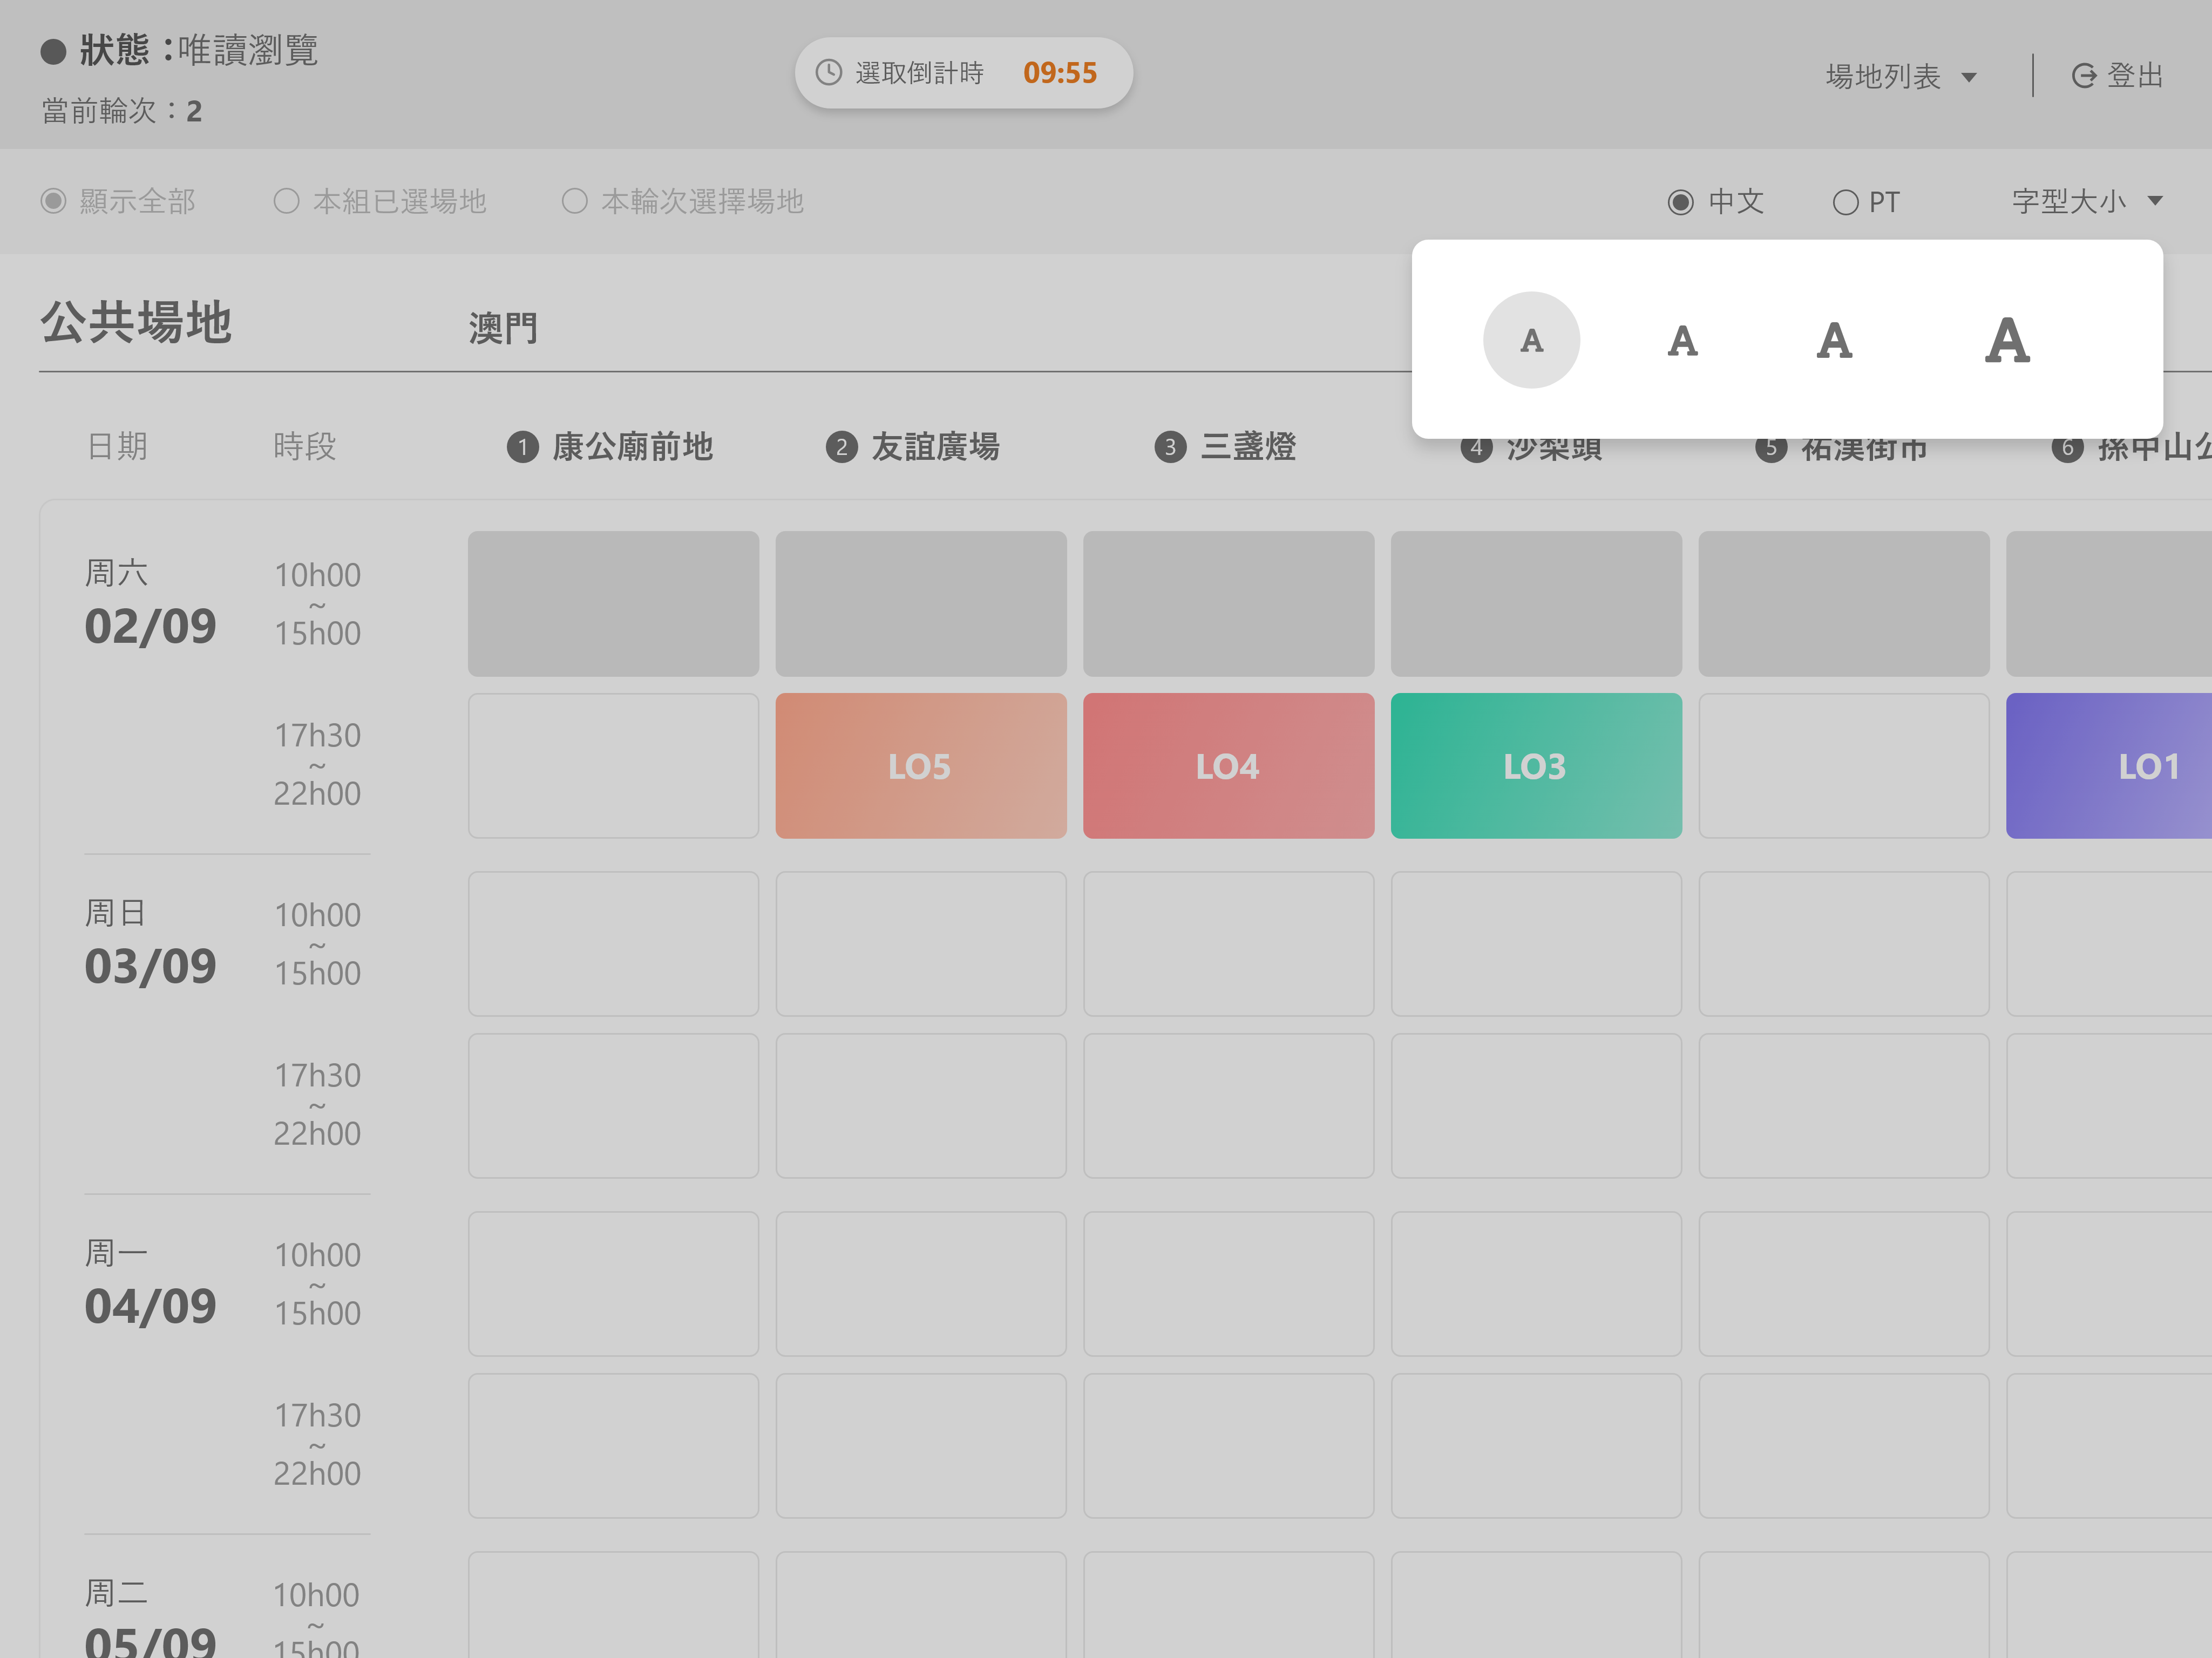 狀態：唯讀瀏覽
當前輪次：2
選取倒計時 09:55
場地列表
登出
顯示全部 本組已選場地 本輪次選擇場地
中文 PT 字型大小
A A A A
公共場地 澳門
日期 時段 1 康公廟前地 2 友誼廣場 3 三盞燈 4 沙梨頭 5 祐漢街市 6 孫中山公
周六
02/09
10h00
~
15h00
17h30
~
22h00
LO5 LO4 LO3 LO1
周日
03/09
10h00
~
15h00
17h30
~
22h00
周一
04/09
10h00
~
15h00
17h30
~
22h00
周二
05/09
10h00
~
15h00